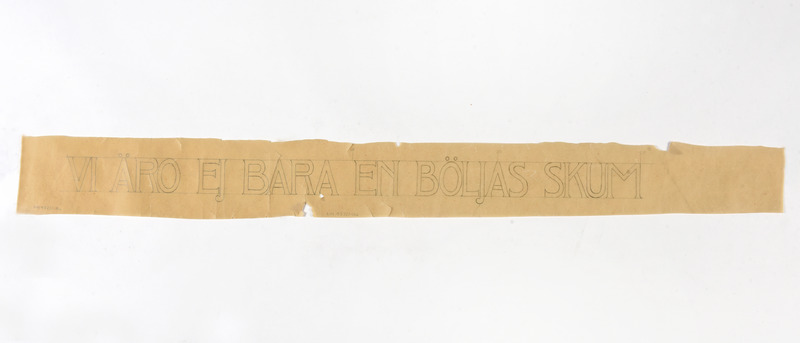 VI ÄRO EJ BARA EN BÖLJAS SKUM